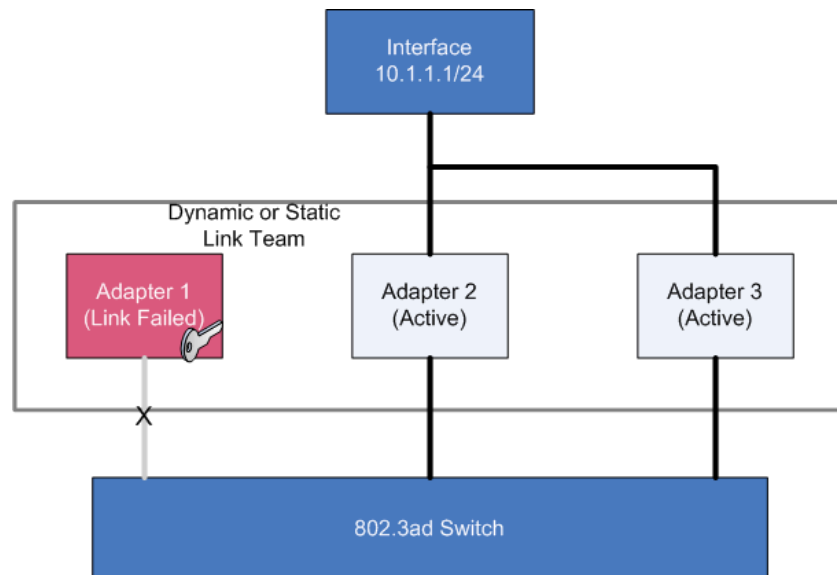 Interface
10.1.1.1/24
Dynamic or Static
Link Team
Adapter 1
(Link Failed)
Adapter 2
(Active)
Adapter 3
(Active)
X
802.3ad Switch